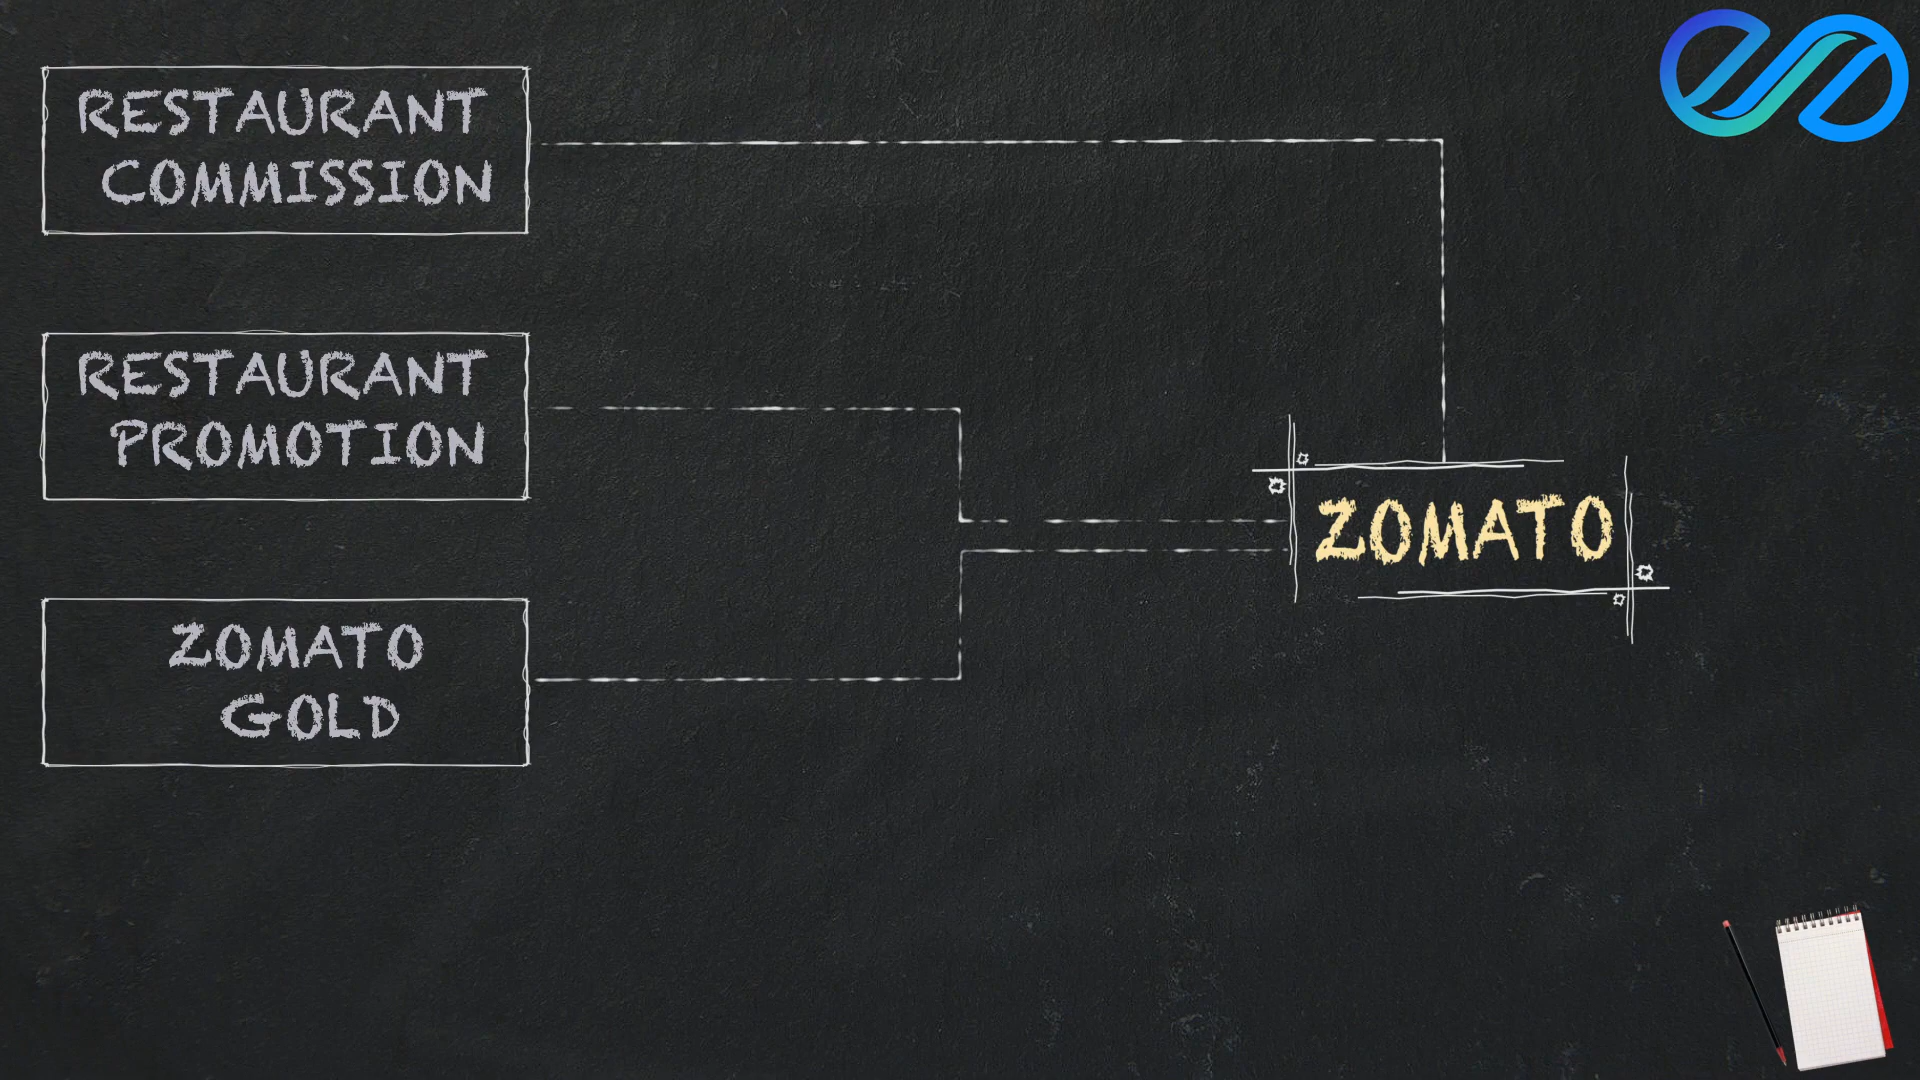 RESTAURANT
COMMISSION
RESTAURANT
PROMOTION
ZOMATO
GOLD
ZOMATO